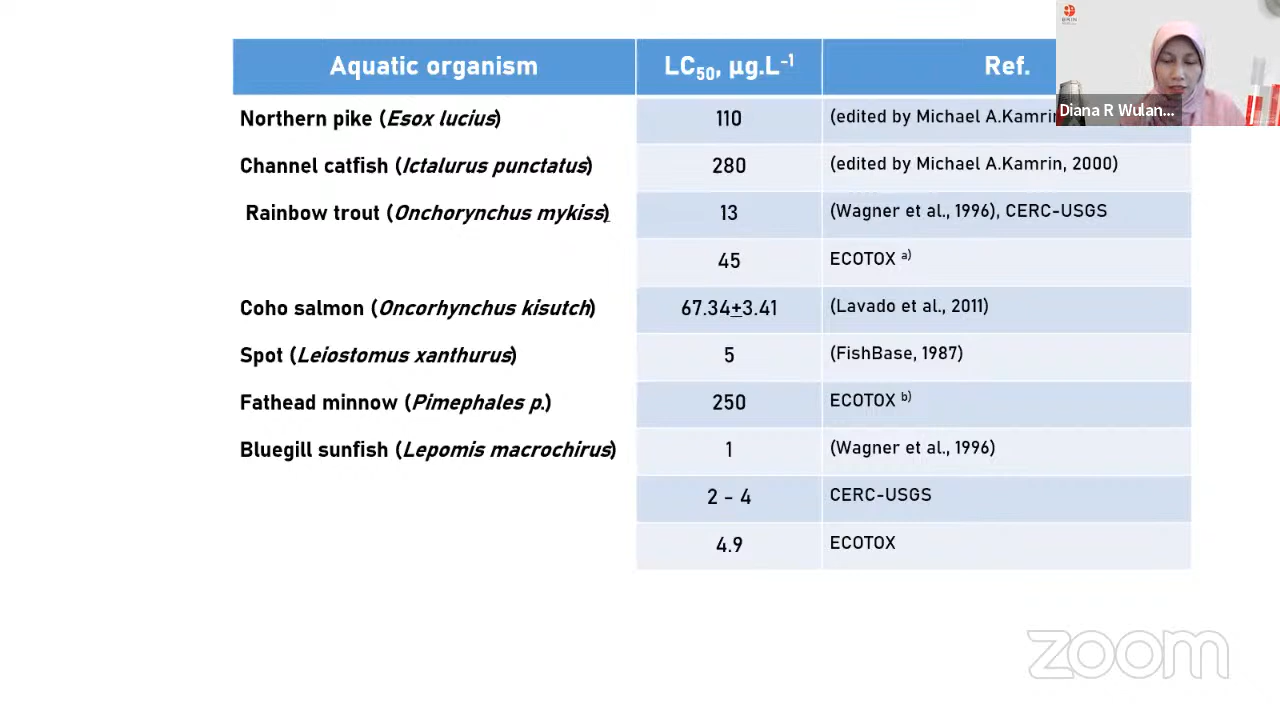 Aquatic organism LC50, µg.L-1 Ref.
Northern pike (Esox lucius) 110 (edited by Michael A.Kamrin
Channel catfish (Ictalurus punctatus) 280 (edited by Michael A.Kamrin, 2000)
Rainbow trout (Onchorynchus mykiss) 13 (Wagner et al., 1996), CERC-USGS
45 ECOTOX a)
Coho salmon (Oncorhynchus kisutch) 67.34+3.41 (Lavado et al., 2011)
Spot (Leiostomus xanthurus) 5 (FishBase, 1987)
Fathead minnow (Pimephales p.) 250 ECOTOX b)
Bluegill sunfish (Lepomis macrochirus) 1 (Wagner et al., 1996)
2 - 4 CERC-USGS
4.9 ECOTOX
BRIN
Diana R Wulan...
zoom